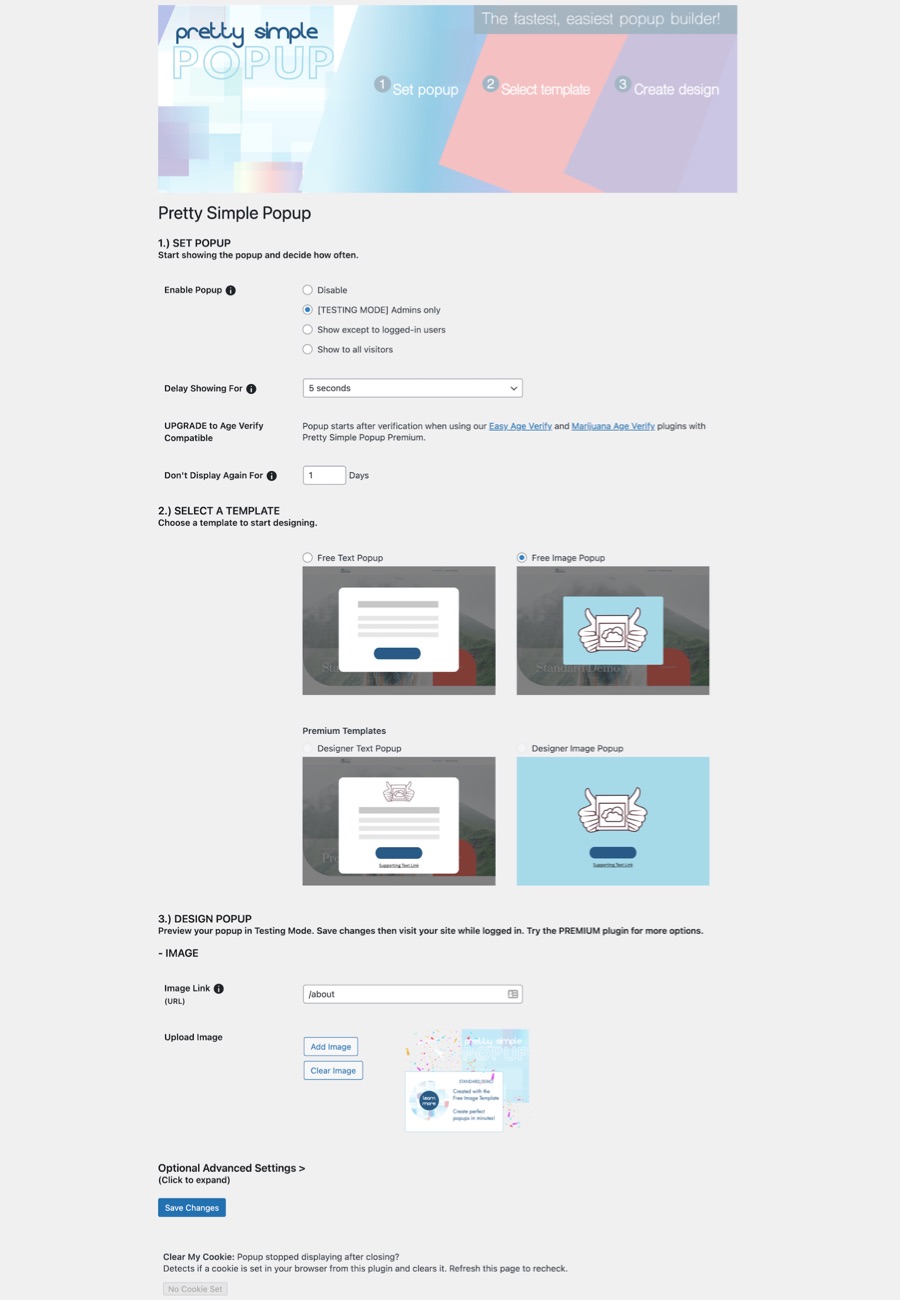 pretty simple
POPUP
The fastest, easiest popup builder!
1 Set popup
2 Select template
3 Create design
Pretty Simple Popup
1.) SET POPUP
Start showing the popup and decide how often.
Enable Popup
Disable
[TESTING MODE] Admins only
Show except to logged-in users
Show to all visitors
Delay Showing For
5 seconds
UPGRADE to Age Verify
Compatible
Popup starts after verification when using our Easy Age Verify and Marijuana Age Verify plugins with
Pretty Simple Popup Premium.
Don't Display Again For
1 Days
2.) SELECT A TEMPLATE
Choose a template to start designing.
Free Text Popup
Free Image Popup
Standard Demo
Premium Templates
Designer Text Popup
Designer Image Popup
Supporting Text Link
Supporting Text Link
3.) DESIGN POPUP
Preview your popup in Testing Mode. Save changes then visit your site while logged in. Try the PREMIUM plugin for more options.
- IMAGE
Image Link
(URL)
/about
Upload Image
Add Image
Clear Image
pretty simple
POPUP
STANDARD DEMO
Created with the
Free Image Template
Create perfect
popups in minutes!
learn
more
Optional Advanced Settings >
(Click to expand)
Save Changes
Clear My Cookie: Popup stopped displaying after closing?
Detects if a cookie is set in your browser from this plugin and clears it. Refresh this page to recheck.
No Cookie Set